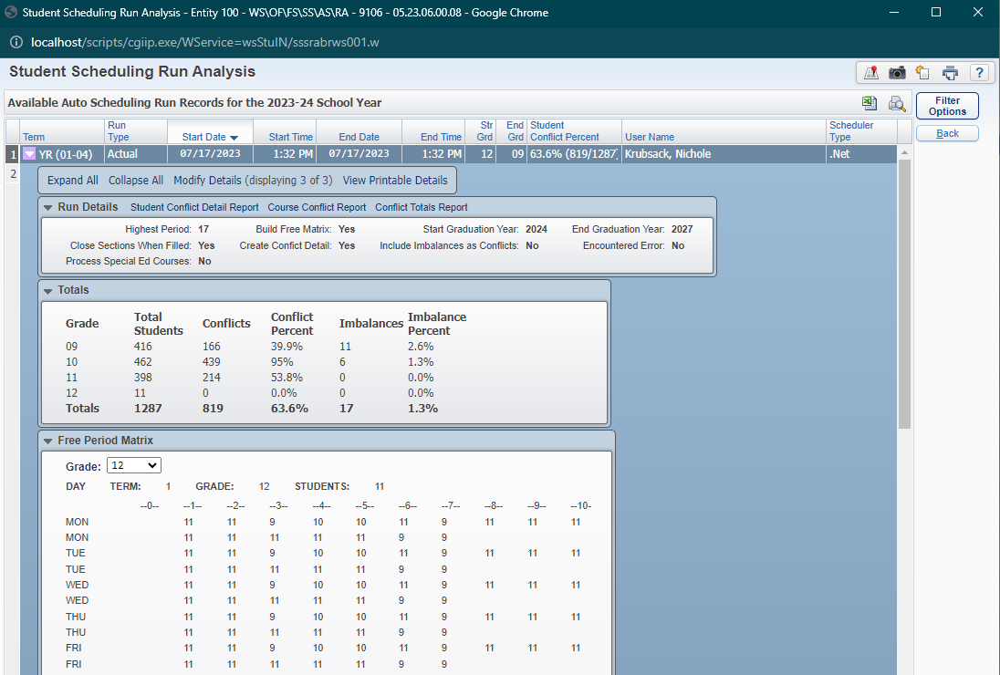 Student Scheduling Run Analysis - Entity 100 - WS\OF\FS\SS\AS\RA - 9106 - 05.23.06.00.08 - Google Chrome
localhost/scripts/cgiip.exe/WService=wsStuIN/sssrabrws001.w
Student Scheduling Run Analysis
?
Available Auto Scheduling Run Records for the 2023-24 School Year
Filter Options
Back
Term Run Type Start Date Start Time End Date End Time Str Grd End Grd Student Conflict Percent User Name Scheduler Type
1 YR (01-04) Actual 07/17/2023 1:32 PM 07/17/2023 1:32 PM 12 09 63.6% (819/1287) Krubsack, Nichole .Net
2
Expand All Collapse All Modify Details (displaying 3 of 3) View Printable Details
Run Details Student Conflict Detail Report Course Conflict Report Conflict Totals Report
Highest Period: 17 Build Free Matrix: Yes Start Graduation Year: 2024 End Graduation Year: 2027
Close Sections When Filled: Yes Create Confict Detail: Yes Include Imbalances as Conflicts: No Encountered Error: No
Process Special Ed Courses: No
Totals
Grade Total Students Conflicts Conflict Percent Imbalances Imbalance Percent
09 416 166 39.9% 11 2.6%
10 462 439 95% 6 1.3%
11 398 214 53.8% 0 0.0%
12 11 0 0.0% 0 0.0%
Totals 1287 819 63.6% 17 1.3%
Free Period Matrix
Grade: 12
DAY TERM: 1 GRADE: 12 STUDENTS: 11
--0-- --1-- --2-- --3-- --4-- --5-- --6-- --7-- --8-- --9-- --10-
MON 11 11 9 10 10 11 9 11 11 11
MON 11 11 11 11 11 9 9
TUE 11 11 9 10 10 11 9 11 11 11
TUE 11 11 11 11 11 9 9
WED 11 11 9 10 10 11 9 11 11 11
WED 11 11 11 11 11 9 9
THU 11 11 9 10 10 11 9 11 11 11
THU 11 11 11 11 11 9 9
FRI 11 11 9 10 10 11 9 11 11 11
FRI 11 11 11 11 11 9 9